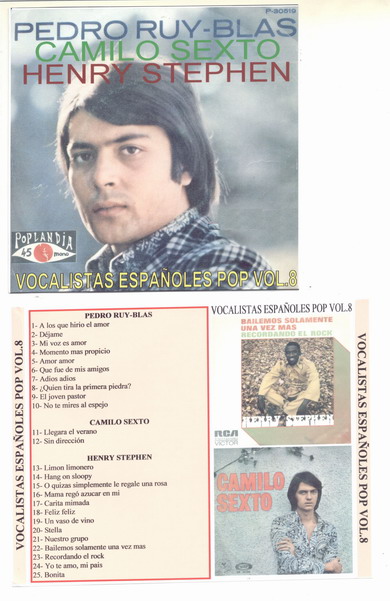 P-30519
PEDRO RUY-BLAS
CAMILO SEXTO
HENRY STEPHEN
POPLANDIA
45 mono
VOCALISTAS ESPAÑOLES POP VOL.8
VOCALISTAS ESPAÑOLES POP VOL.8
PEDRO RUY-BLAS
1- A los que hirio el amor
2- Déjame
3- Mi voz es amor
4- Momento mas propicio
5- Amor amor
6- Que fue de mis amigos
7- Adios adios
8- ¿Quien tira la primera piedra?
9- El joven pastor
10- No te mires al espejo
CAMILO SEXTO
11- Llegara el verano
12- Sin dirección
HENRY STEPHEN
13- Limon limonero
14- Hang on sloopy
15- O quizas simplemente le regale una rosa
16- Mama regó azucar en mi
17- Carita mimada
18- Feliz feliz
19- Un vaso de vino
20- Stella
21- Nuestro grupo
22- Bailemos solamente una vez mas
23- Recordando el rock
24- Yo te amo, mi pais
25. Bonita
VOCALISTAS ESPAÑOLES POP VOL.8
BAILEMOS SOLAMENTE
UNA VEZ MAS
RECORDANDO EL ROCK
HENRY STEPHEN
RCA
VICTOR
CAMILO
SEXTO
VOCALISTAS ESPAÑOLES POP VOL.8